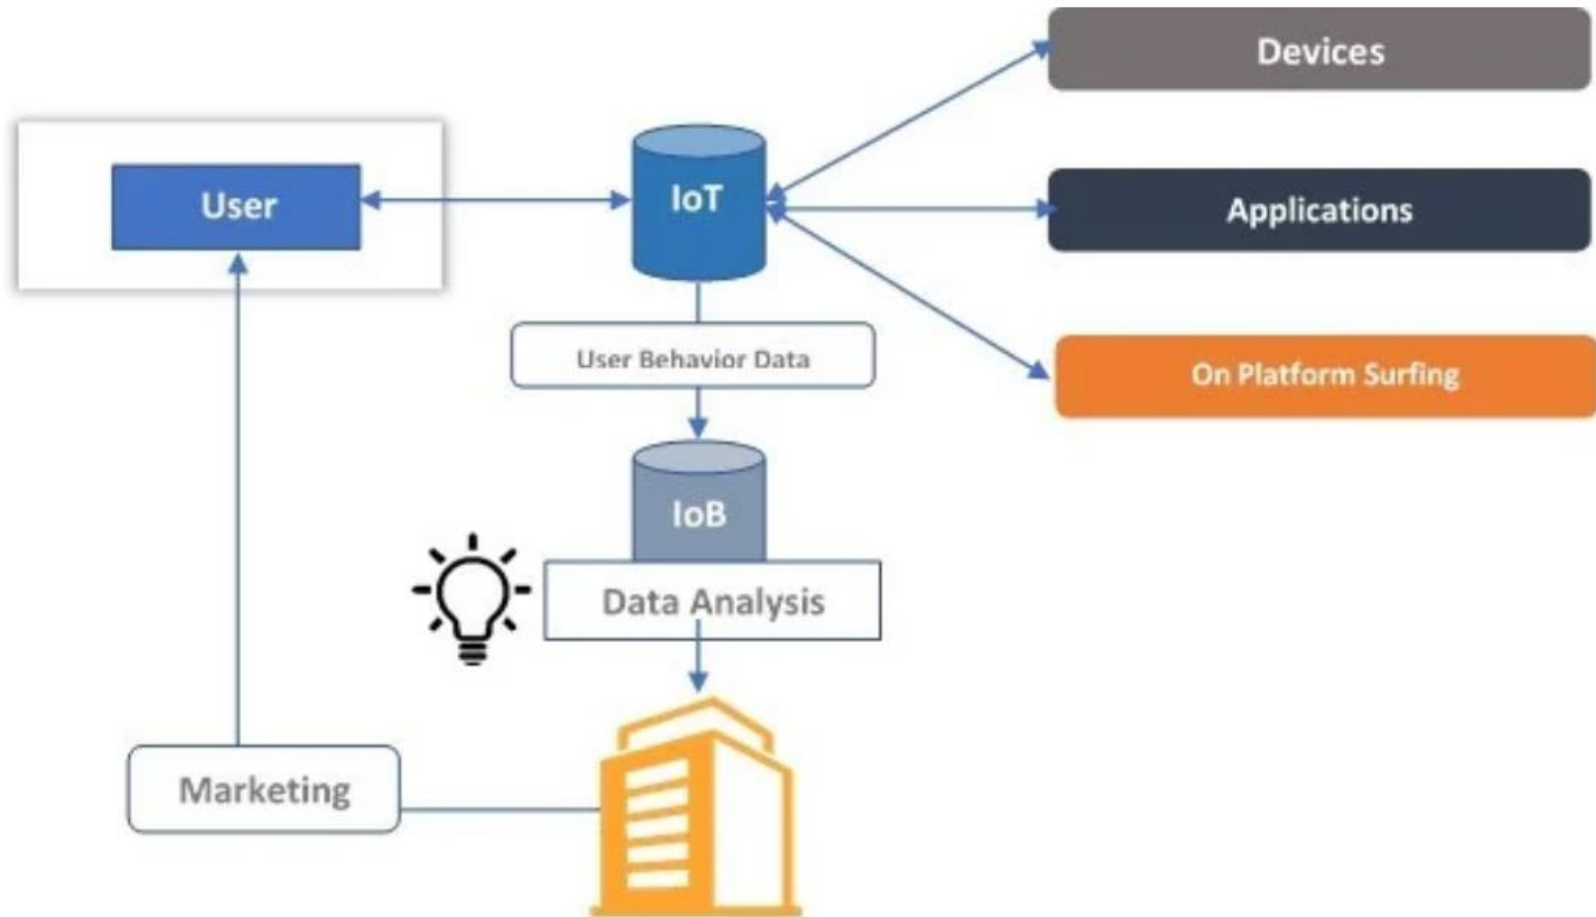 Devices
User
IoT
Applications
User Behavior Data
On Platform Surfing
IoB
Data Analysis
Marketing